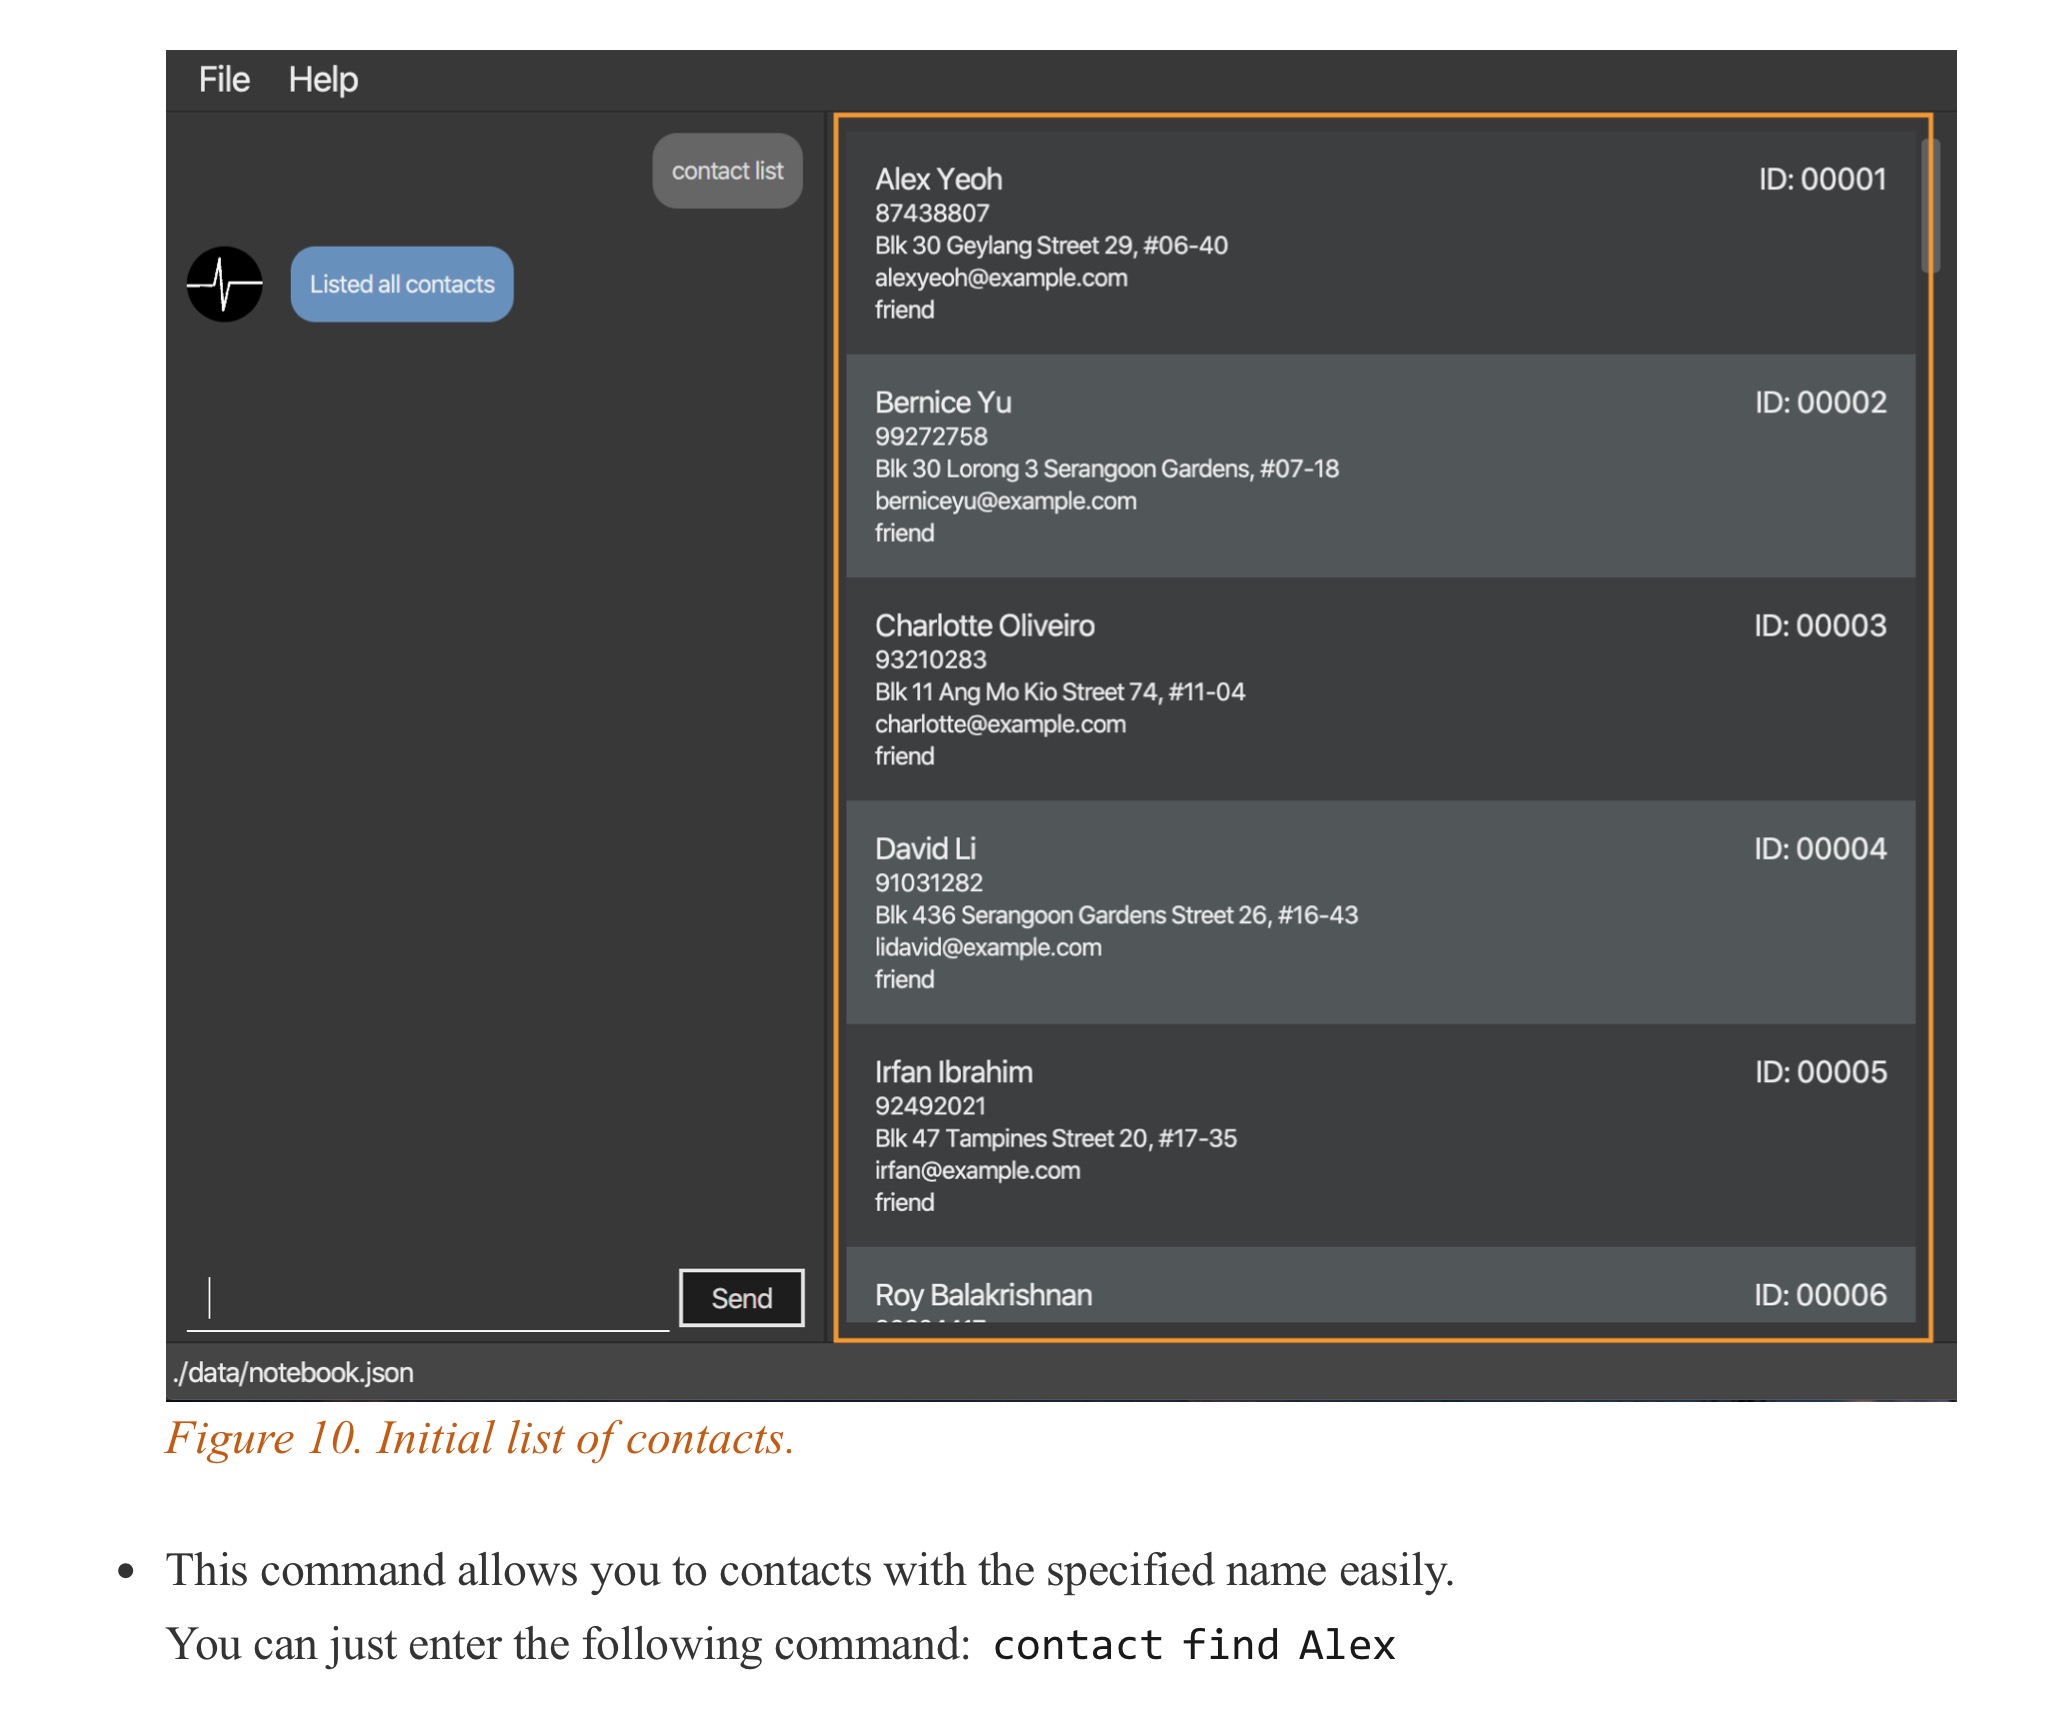 File Help
contact list
Listed all contacts
Alex Yeoh ID: 00001
87438807
Blk 30 Geylang Street 29, #06-40
alexyeoh@example.com
friend
Bernice Yu ID: 00002
99272758
Blk 30 Lorong 3 Serangoon Gardens, #07-18
berniceyu@example.com
friend
Charlotte Oliveiro ID: 00003
93210283
Blk 11 Ang Mo Kio Street 74, #11-04
charlotte@example.com
friend
David Li ID: 00004
91031282
Blk 436 Serangoon Gardens Street 26, #16-43
lidavid@example.com
friend
Irfan Ibrahim ID: 00005
92492021
Blk 47 Tampines Street 20, #17-35
irfan@example.com
friend
Roy Balakrishnan ID: 00006
Send
./data/notebook.json
Figure 10. Initial list of contacts.
• This command allows you to contacts with the specified name easily.
You can just enter the following command: contact find Alex